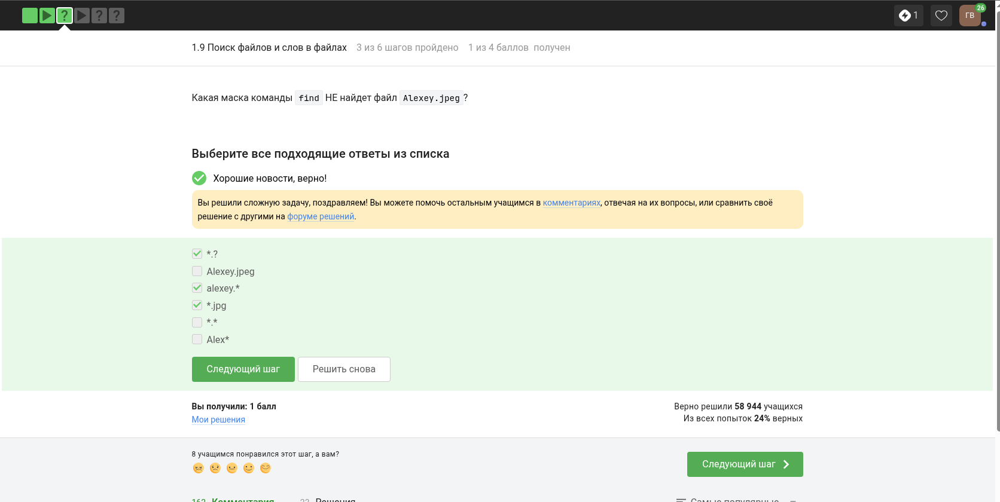 1
ГВ
26
1.9 Поиск файлов и слов в файлах 3 из 6 шагов пройдено 1 из 4 баллов получен
Какая маска команды find НЕ найдет файл Alexey.jpeg?
Выберите все подходящие ответы из списка
Хорошие новости, верно!
Вы решили сложную задачу, поздравляем! Вы можете помочь остальным учащимся в комментариях, отвечая на их вопросы, или сравнить своё
решение с другими на форуме решений.
*.?
Alexey.jpeg
alexey.*
*.jpg
*.*
Alex*
Следующий шаг Решить снова
Вы получили: 1 балл
Мои решения
Верно решили 58 944 учащихся
Из всех попыток 24% верных
8 учащимся понравился этот шаг, а вам?
Следующий шаг
Комментария Решения Самые популярные